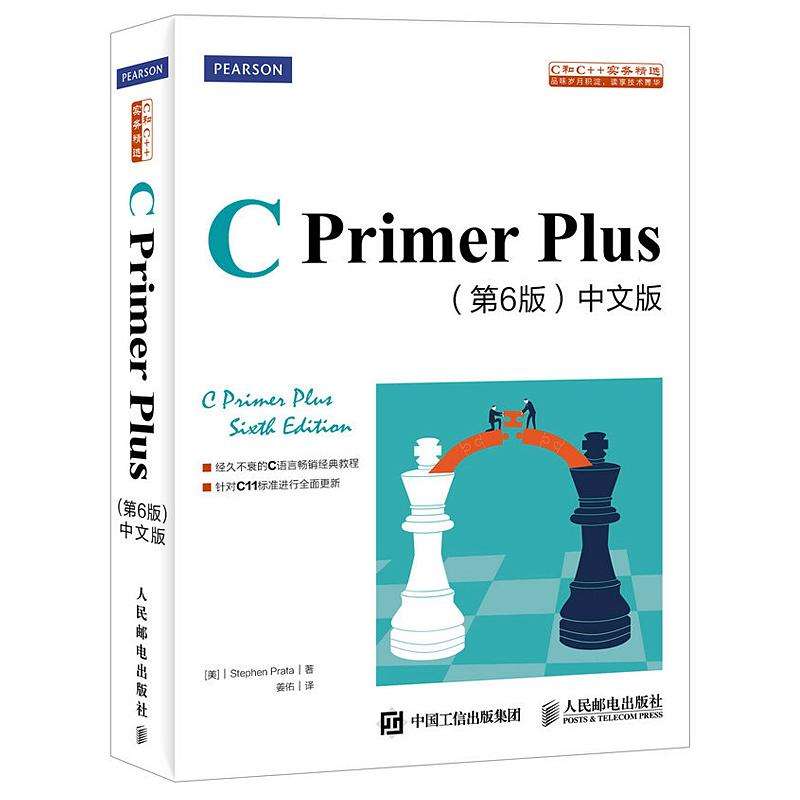 PEARSON
C和C++
实务精选
C Primer Plus
(第6版)
中文版
人民邮电出版社
PEARSON
C和C++实务精选
品味岁月积淀，读享技术菁华
C Primer Plus
（第6版）中文版
C Primer Plus
Sixth Edition
■ 经久不衰的C语言畅销经典教程
■ 针对C11标准进行全面更新
[美] | Stephen Prata | 著
姜佑 | 译
中国工信出版集团
人民邮电出版社
POSTS & TELECOM PRESS